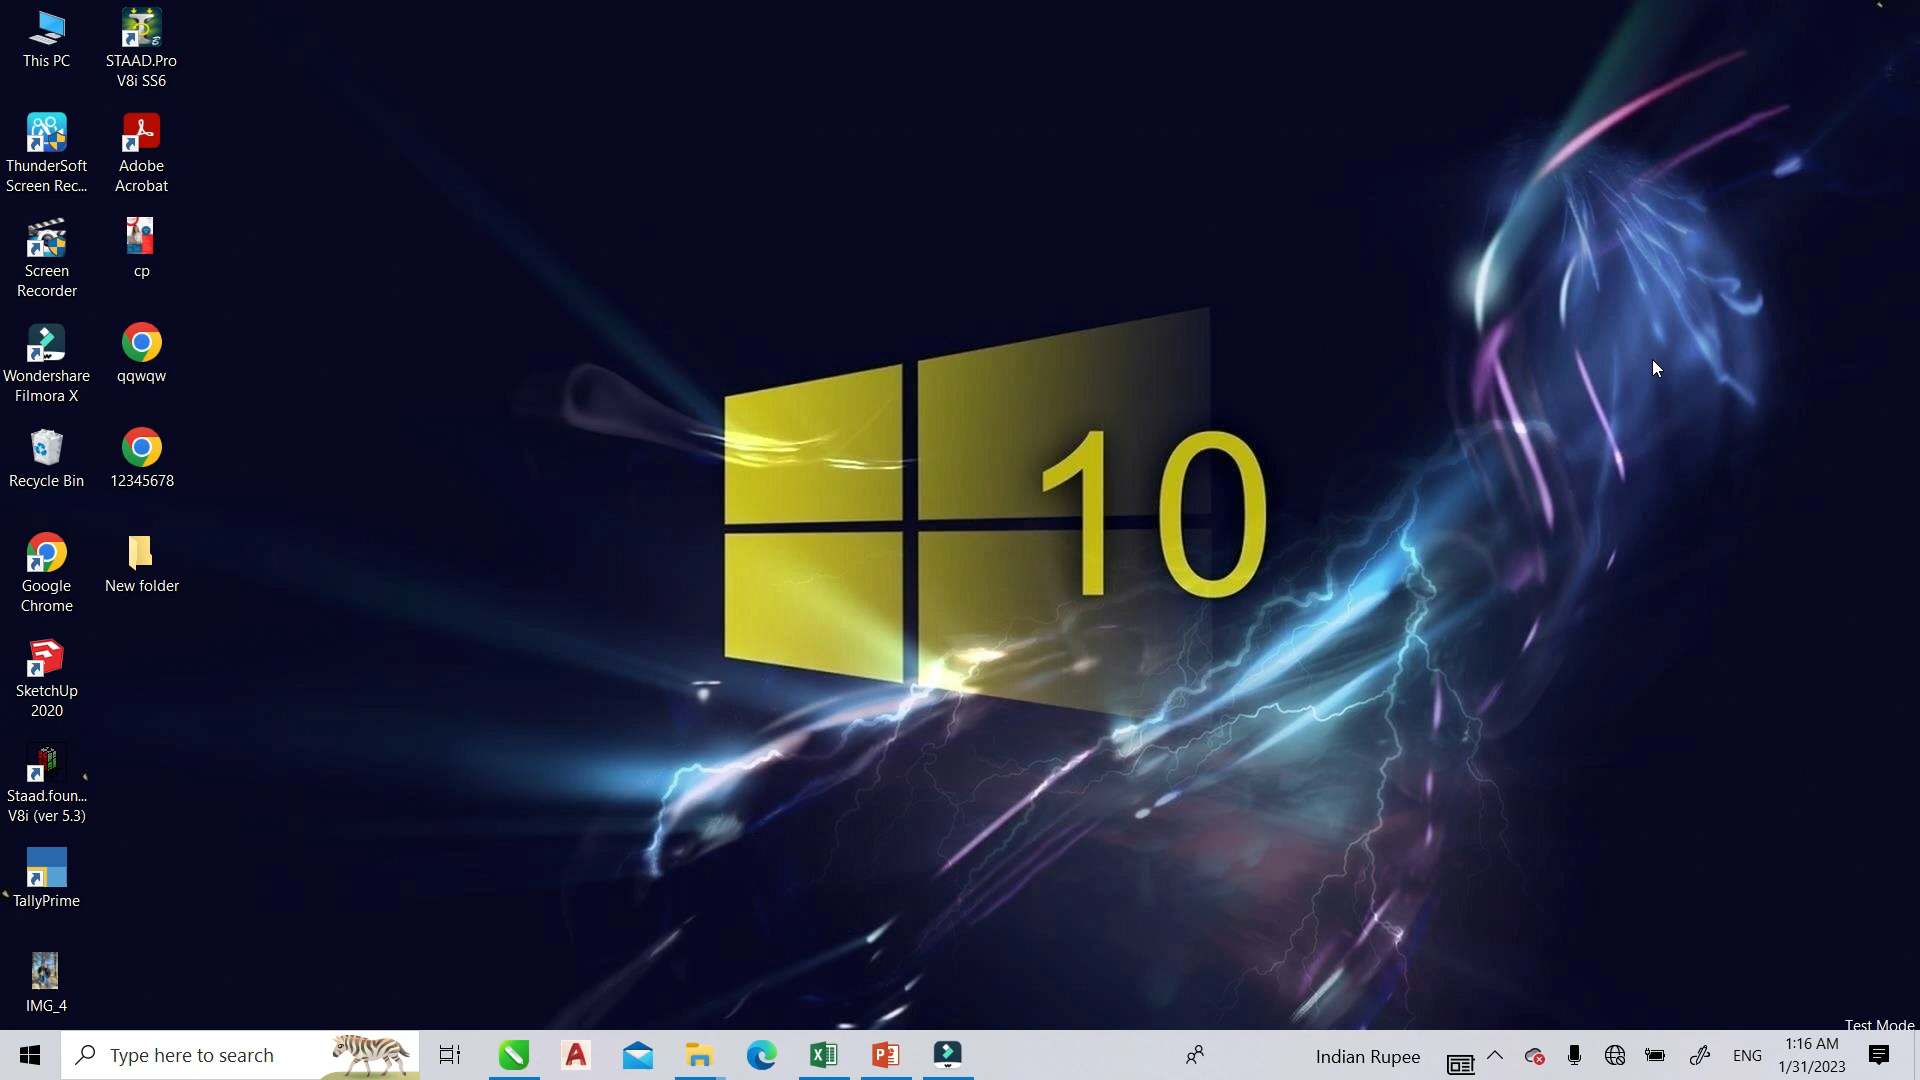 This PC
STAAD.Pro
V8i SS6
ThunderSoft
Screen Rec...
Adobe
Acrobat
Screen
Recorder
cp
Wondershare
Filmora X
qqwqw
Recycle Bin
12345678
Google
Chrome
New folder
SketchUp
2020
Staad.foun...
V8i (ver 5.3)
TallyPrime
IMG_4
10
Test Mode
Type here to search
Indian Rupee
ENG
1:16 AM
1/31/2023